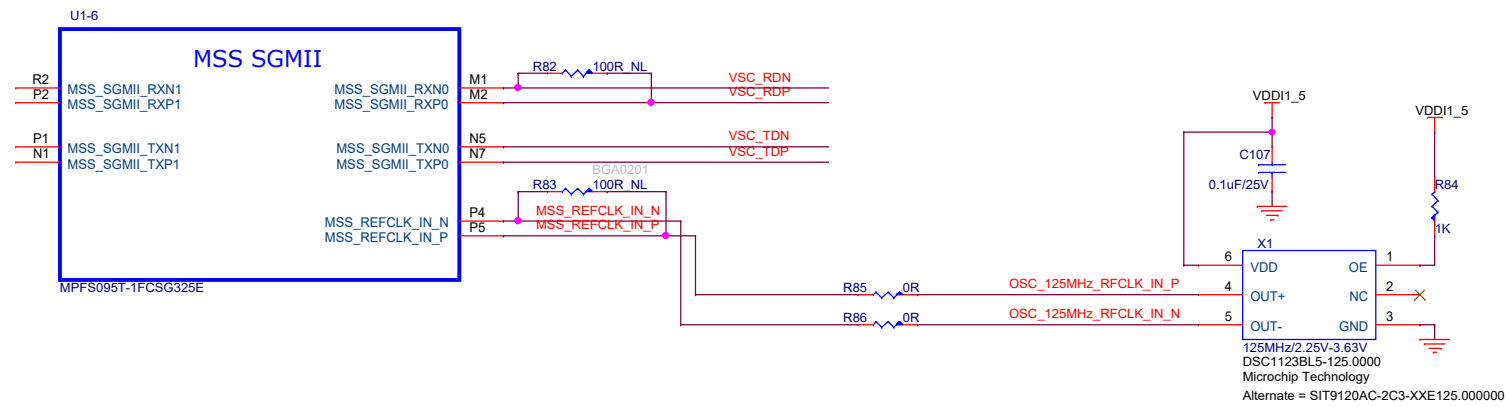 U1-6
MSS SGMII
R2
MSS_SGMII_RXN1
P2
MSS_SGMII_RXP1
P1
MSS_SGMII_TXN1
N1
MSS_SGMII_TXP1
MSS_SGMII_RXN0
M1
MSS_SGMII_RXP0
M2
MSS_SGMII_TXN0
N5
MSS_SGMII_TXP0
N7
MSS_REFCLK_IN_N
P4
MSS_REFCLK_IN_P
P5
MPFS095T-1FCSG325E
R82
100R_NL
VSC_RDN
VSC_RDP
VSC_TDN
VSC_TDP
BGA0201
R83
100R_NL
MSS_REFCLK_IN_N
MSS_REFCLK_IN_P
R85
0R
OSC_125MHz_RFCLK_IN_P
R86
0R
OSC_125MHz_RFCLK_IN_N
VDDI1_5
C107
0.1uF/25V
VDDI1_5
R84
1K
X1
6
VDD
OE
1
4
OUT+
NC
2
5
OUT-
GND
3
125MHz/2.25V-3.63V
DSC1123BL5-125.0000
Microchip Technology
Alternate = SIT9120AC-2C3-XXE125.000000